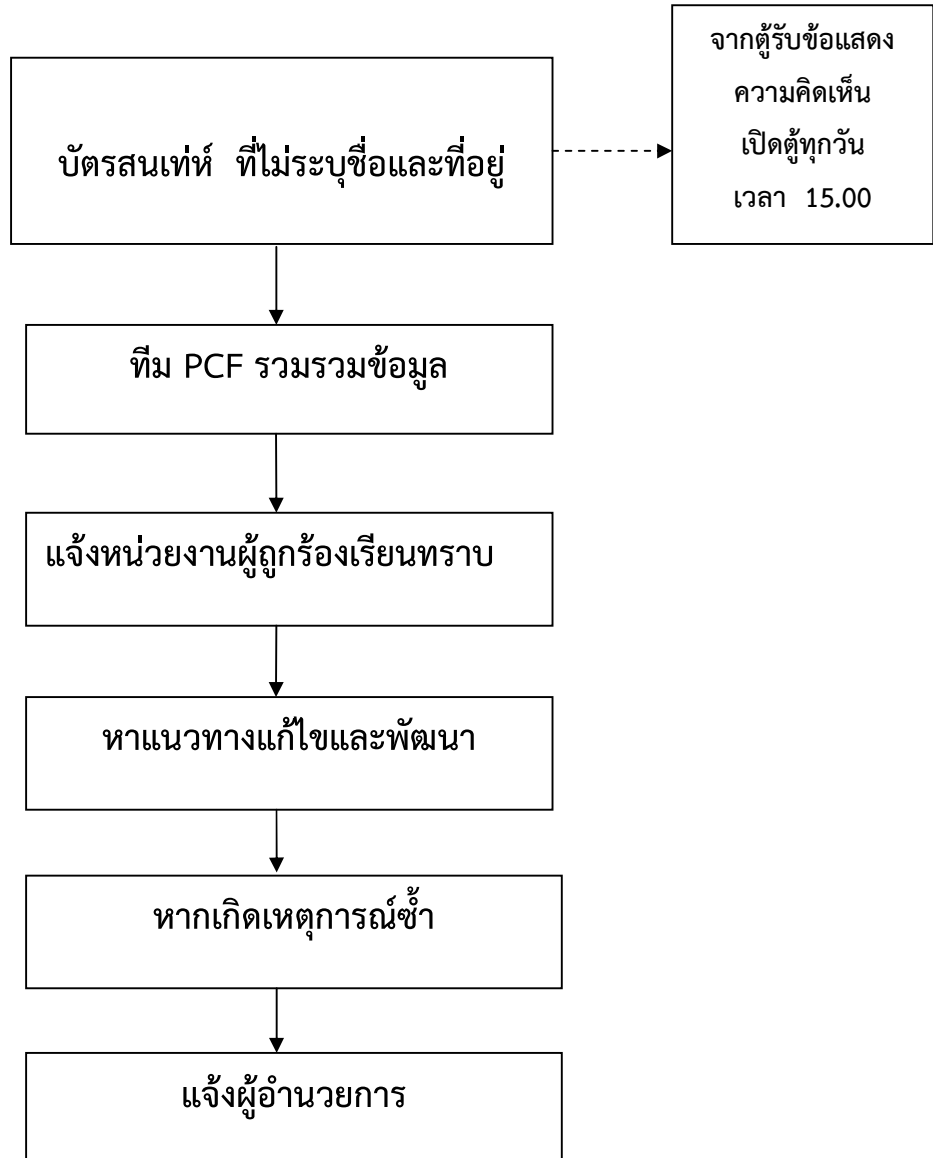 จากตู้รับข้อแสดง
ความคิดเห็น
เปิดตู้ทุกวัน
เวลา 15.00
บัตรสนเท่ห์ ที่ไม่ระบุชื่อและที่อยู่
ทีม PCF รวมรวมข้อมูล
แจ้งหน่วยงานผู้ถูกร้องเรียนทราบ
หาแนวทางแก้ไขและพัฒนา
หากเกิดเหตุการณ์ซ้ำ
แจ้งผู้อำนวยการ